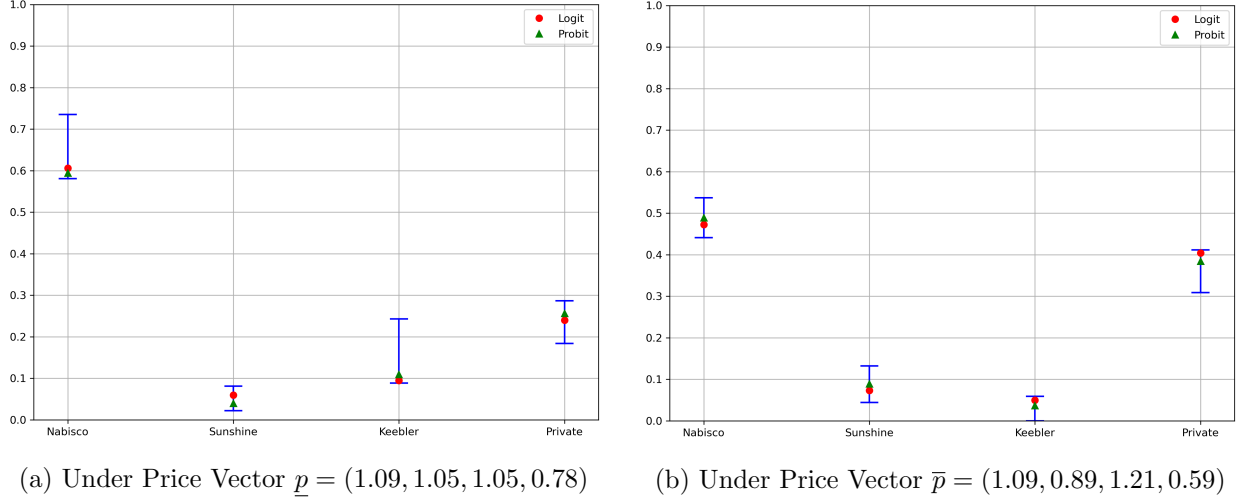 1.0
0.9
0.8
0.7
0.6
0.5
0.4
0.3
0.2
0.1
0.0
Nabisco Sunshine Keebler Private
Logit
Probit
(a) Under Price Vector p = (1.09, 1.05, 1.05, 0.78)
1.0
0.9
0.8
0.7
0.6
0.5
0.4
0.3
0.2
0.1
0.0
Nabisco Sunshine Keebler Private
Logit
Probit
(b) Under Price Vector p̅ = (1.09, 0.89, 1.21, 0.59)